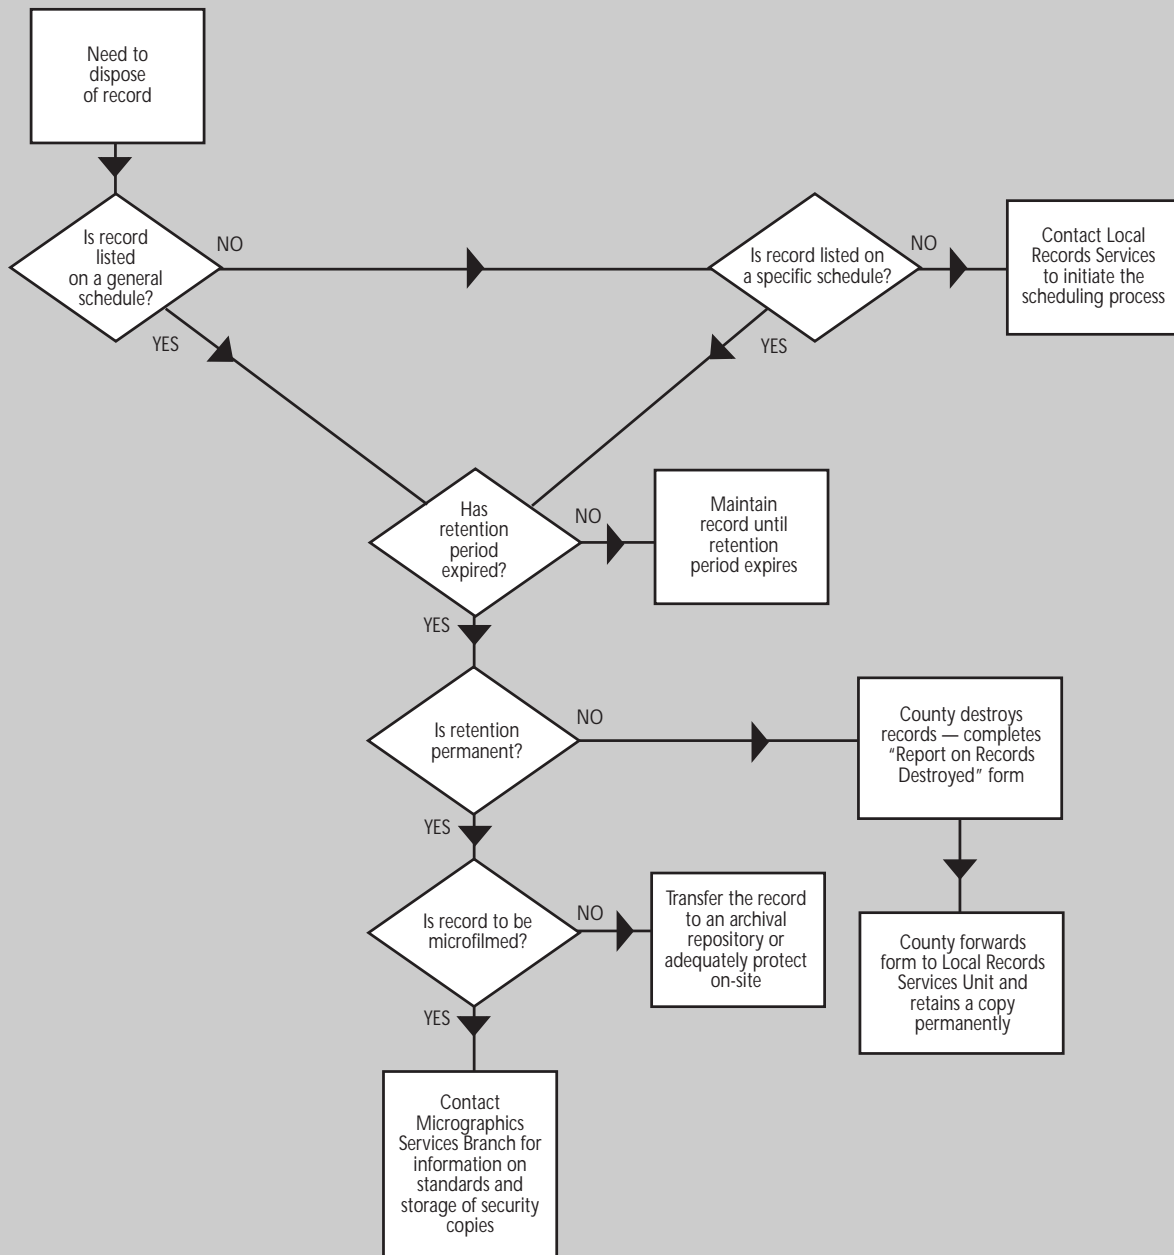 Need to
dispose
of record
Is record
listed
on a general
schedule?
NO
YES
Is record listed on
a specific schedule?
NO
YES
Contact Local
Records Services
to initiate the
scheduling process
Has
retention
period
expired?
NO
YES
Maintain
record until
retention
period expires
Is retention
permanent?
NO
YES
County destroys
records — completes
“Report on Records
Destroyed” form
Is record to be
microfilmed?
NO
YES
Transfer the record
to an archival
repository or
adequately protect
on-site
County forwards
form to Local Records
Services Unit and
retains a copy
permanently
Contact
Micrographics
Services Branch for
information on
standards and
storage of security
copies